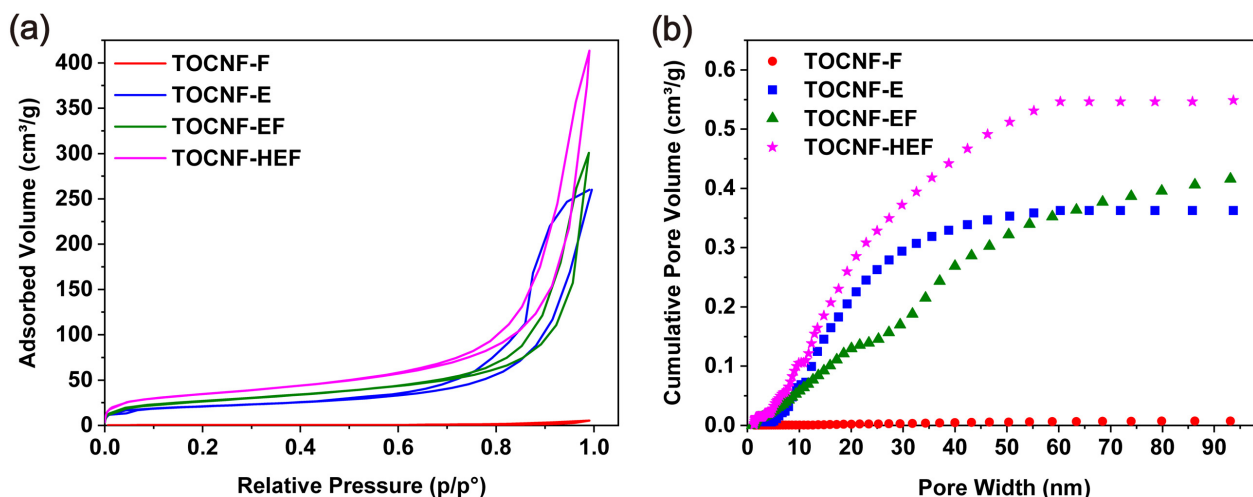 (a)
TOCNF-F
TOCNF-E
TOCNF-EF
TOCNF-HEF
400
350
300
250
200
150
100
50
0
0.0 0.2 0.4 0.6 0.8 1.0
Adsorbed Volume (cm³/g)
Relative Pressure (p/p°)
(b)
TOCNF-F
TOCNF-E
TOCNF-EF
TOCNF-HEF
0.6
0.5
0.4
0.3
0.2
0.1
0.0
0 10 20 30 40 50 60 70 80 90
Cumulative Pore Volume (cm³/g)
Pore Width (nm)